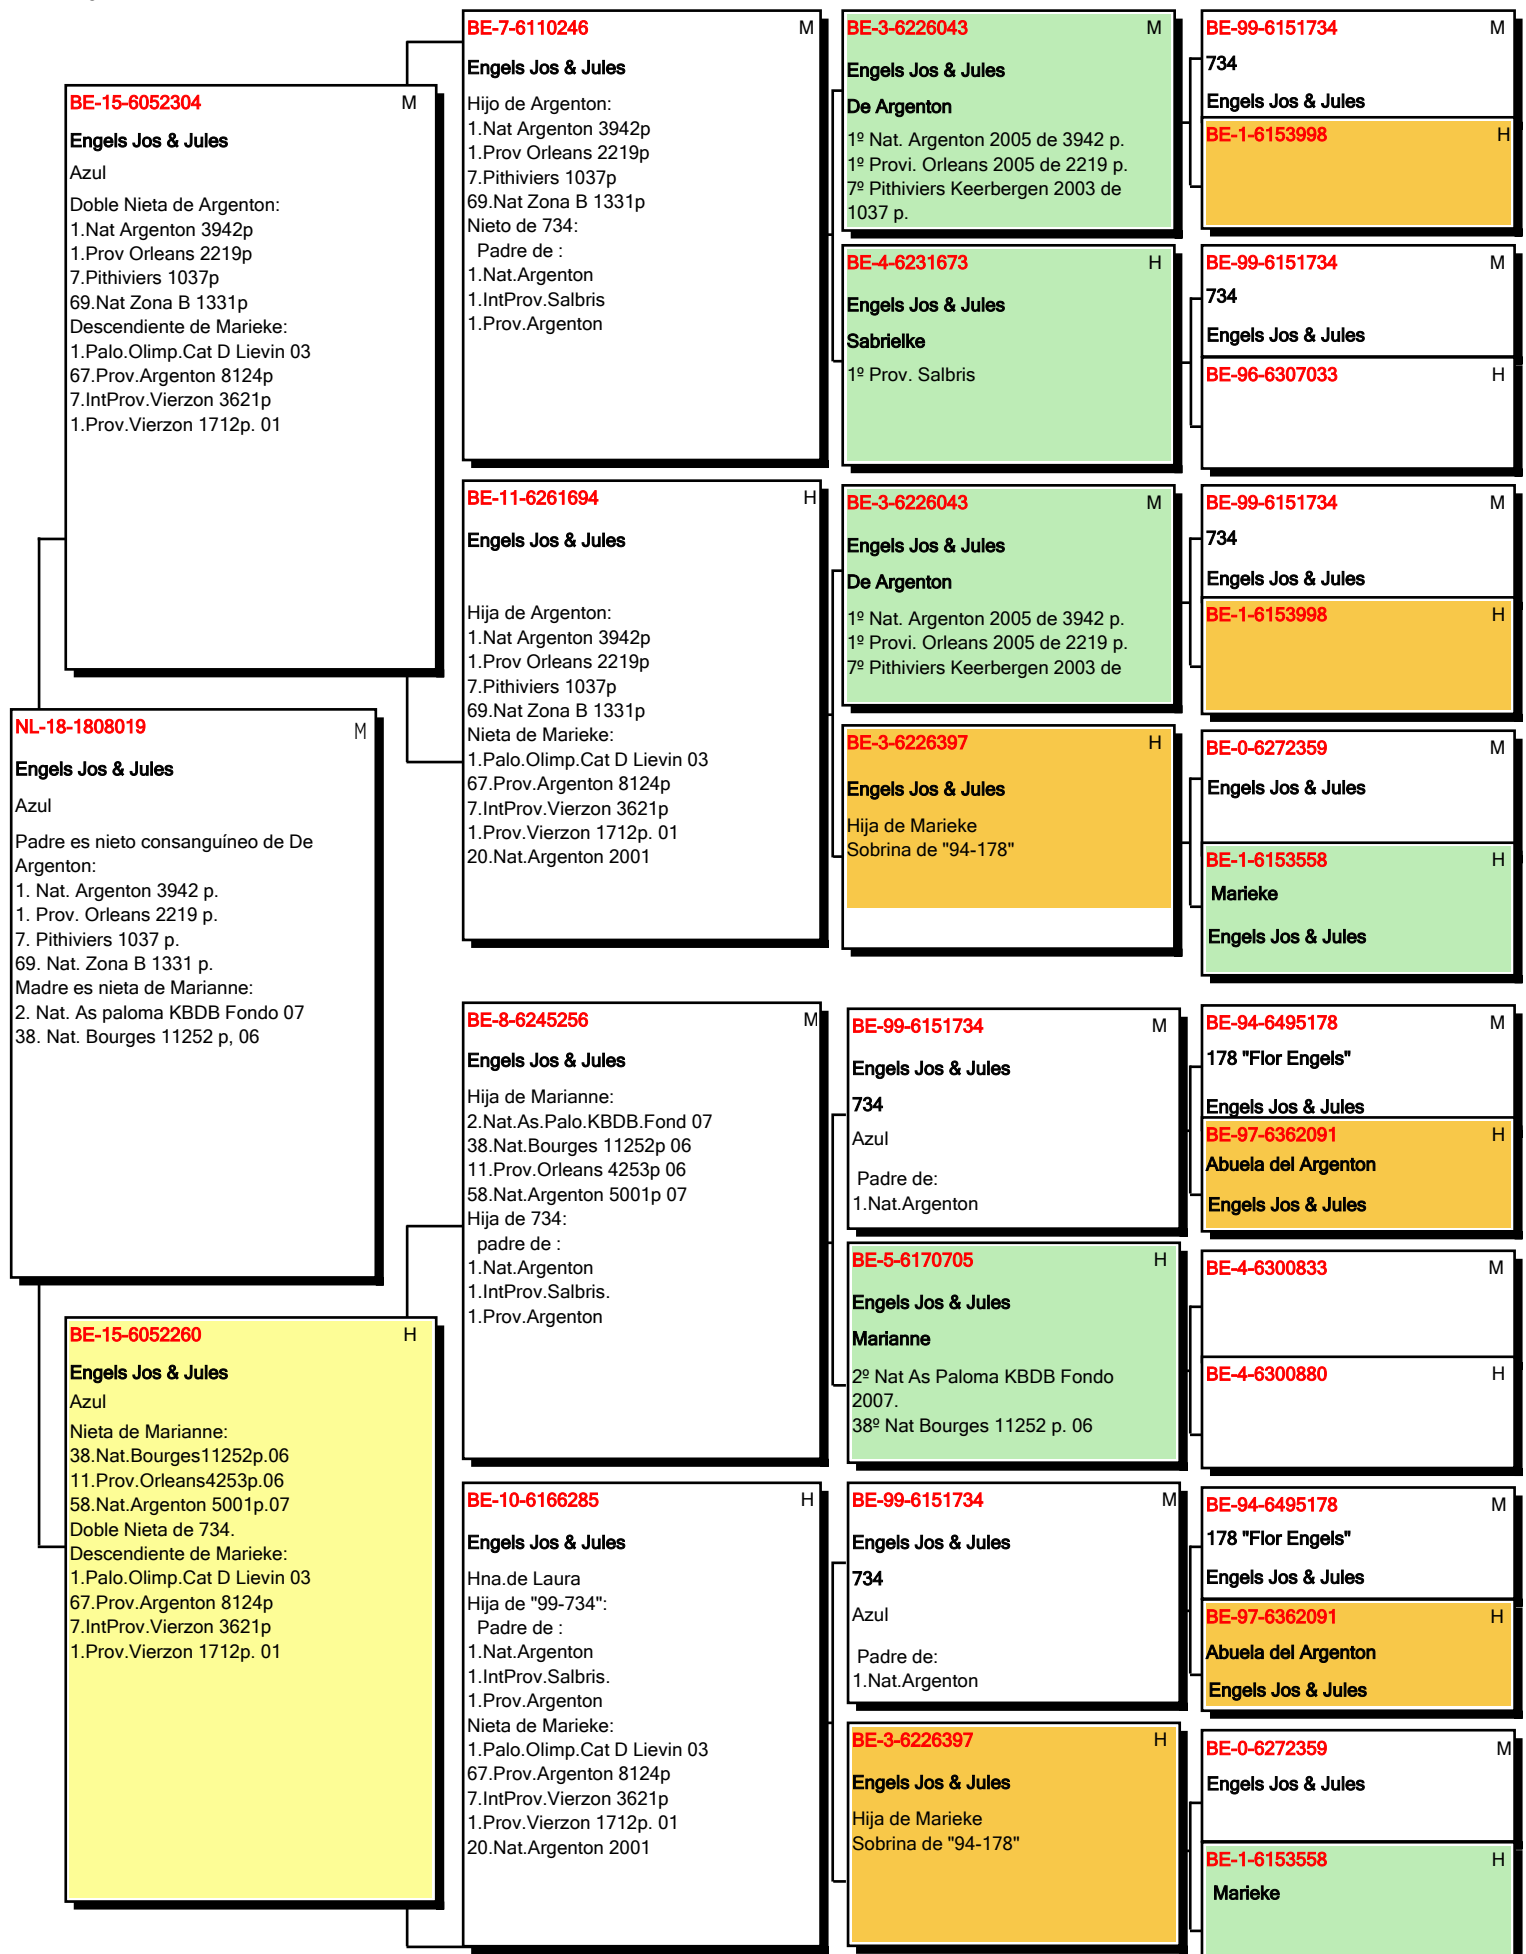 BE-7-6110246 M
Engels Jos & Jules
Hijo de Argenton:
1.Nat Argenton 3942p
1.Prov Orleans 2219p
7.Pithiviers 1037p
69.Nat Zona B 1331p
Nieto de 734:
Padre de :
1.Nat.Argenton
1.IntProv.Salbris
1.Prov.Argenton
BE-3-6226043 M
Engels Jos & Jules
De Argenton
1º Nat. Argenton 2005 de 3942 p.
1º Provi. Orleans 2005 de 2219 p.
7º Pithiviers Keerbergen 2003 de
1037 p.
BE-99-6151734 M
734
Engels Jos & Jules
BE-1-6153998 H
BE-15-6052304 M
Engels Jos & Jules
Azul
Doble Nieta de Argenton:
1.Nat Argenton 3942p
1.Prov Orleans 2219p
7.Pithiviers 1037p
69.Nat Zona B 1331p
Descendiente de Marieke:
1.Palo.Olimp.Cat D Lievin 03
67.Prov.Argenton 8124p
7.IntProv.Vierzon 3621p
1.Prov.Vierzon 1712p. 01
BE-4-6231673 H
Engels Jos & Jules
Sabrielke
1º Prov. Salbris
BE-99-6151734 M
734
Engels Jos & Jules
BE-96-6307033 H
BE-11-6261694 H
Engels Jos & Jules
Hija de Argenton:
1.Nat Argenton 3942p
1.Prov Orleans 2219p
7.Pithiviers 1037p
69.Nat Zona B 1331p
Nieta de Marieke:
1.Palo.Olimp.Cat D Lievin 03
67.Prov.Argenton 8124p
7.IntProv.Vierzon 3621p
1.Prov.Vierzon 1712p. 01
20.Nat.Argenton 2001
BE-3-6226043 M
Engels Jos & Jules
De Argenton
1º Nat. Argenton 2005 de 3942 p.
1º Provi. Orleans 2005 de 2219 p.
7º Pithiviers Keerbergen 2003 de
BE-99-6151734 M
734
Engels Jos & Jules
BE-1-6153998 H
BE-3-6226397 H
Engels Jos & Jules
Hija de Marieke
Sobrina de "94-178"
BE-0-6272359 M
Engels Jos & Jules
BE-1-6153558 H
Marieke
Engels Jos & Jules
NL-18-1808019 M
Engels Jos & Jules
Azul
Padre es nieto consanguíneo de De
Argenton:
1. Nat. Argenton 3942 p.
1. Prov. Orleans 2219 p.
7. Pithiviers 1037 p.
69. Nat. Zona B 1331 p.
Madre es nieta de Marianne:
2. Nat. As paloma KBDB Fondo 07
38. Nat. Bourges 11252 p, 06
BE-8-6245256 M
Engels Jos & Jules
Hija de Marianne:
2.Nat.As.Palo.KBDB.Fond 07
38.Nat.Bourges 11252p 06
11.Prov.Orleans 4253p 06
58.Nat.Argenton 5001p 07
Hija de 734:
padre de :
1.Nat.Argenton
1.IntProv.Salbris.
1.Prov.Argenton
BE-99-6151734 M
Engels Jos & Jules
734
Azul
Padre de:
1.Nat.Argenton
BE-94-6495178 M
178 "Flor Engels"
Engels Jos & Jules
BE-97-6362091 H
Abuela del Argenton
Engels Jos & Jules
BE-5-6170705 H
Engels Jos & Jules
Marianne
2º Nat As Paloma KBDB Fondo
2007.
38º Nat Bourges 11252 p. 06
BE-4-6300833 M
BE-4-6300880 H
BE-15-6052260 H
Engels Jos & Jules
Azul
Nieta de Marianne:
38.Nat.Bourges11252p.06
11.Prov.Orleans4253p.06
58.Nat.Argenton 5001p.07
Doble Nieta de 734.
Descendiente de Marieke:
1.Palo.Olimp.Cat D Lievin 03
67.Prov.Argenton 8124p
7.IntProv.Vierzon 3621p
1.Prov.Vierzon 1712p. 01
BE-10-6166285 H
Engels Jos & Jules
Hna.de Laura
Hija de "99-734":
Padre de :
1.Nat.Argenton
1.IntProv.Salbris.
1.Prov.Argenton
Nieta de Marieke:
1.Palo.Olimp.Cat D Lievin 03
67.Prov.Argenton 8124p
7.IntProv.Vierzon 3621p
1.Prov.Vierzon 1712p. 01
20.Nat.Argenton 2001
BE-99-6151734 M
Engels Jos & Jules
734
Azul
Padre de:
1.Nat.Argenton
BE-94-6495178 M
178 "Flor Engels"
Engels Jos & Jules
BE-97-6362091 H
Abuela del Argenton
Engels Jos & Jules
BE-3-6226397 H
Engels Jos & Jules
Hija de Marieke
Sobrina de "94-178"
BE-0-6272359 M
Engels Jos & Jules
BE-1-6153558 H
Marieke